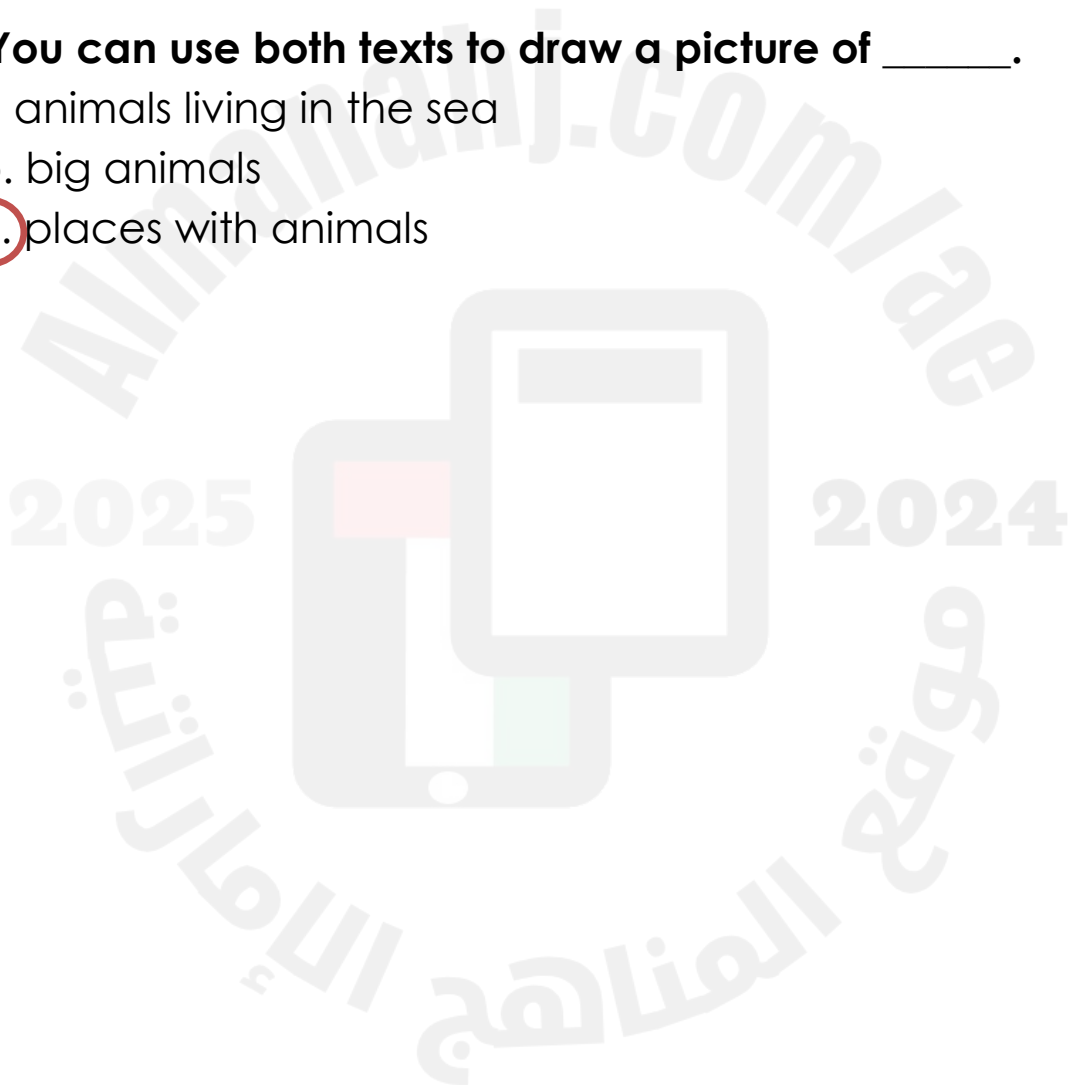 You can use both texts to draw a picture of ______.
animals living in the sea
. big animals
. places with animals
Almanahj.com/ae
2025
2024
موقع المناهج الإماراتية